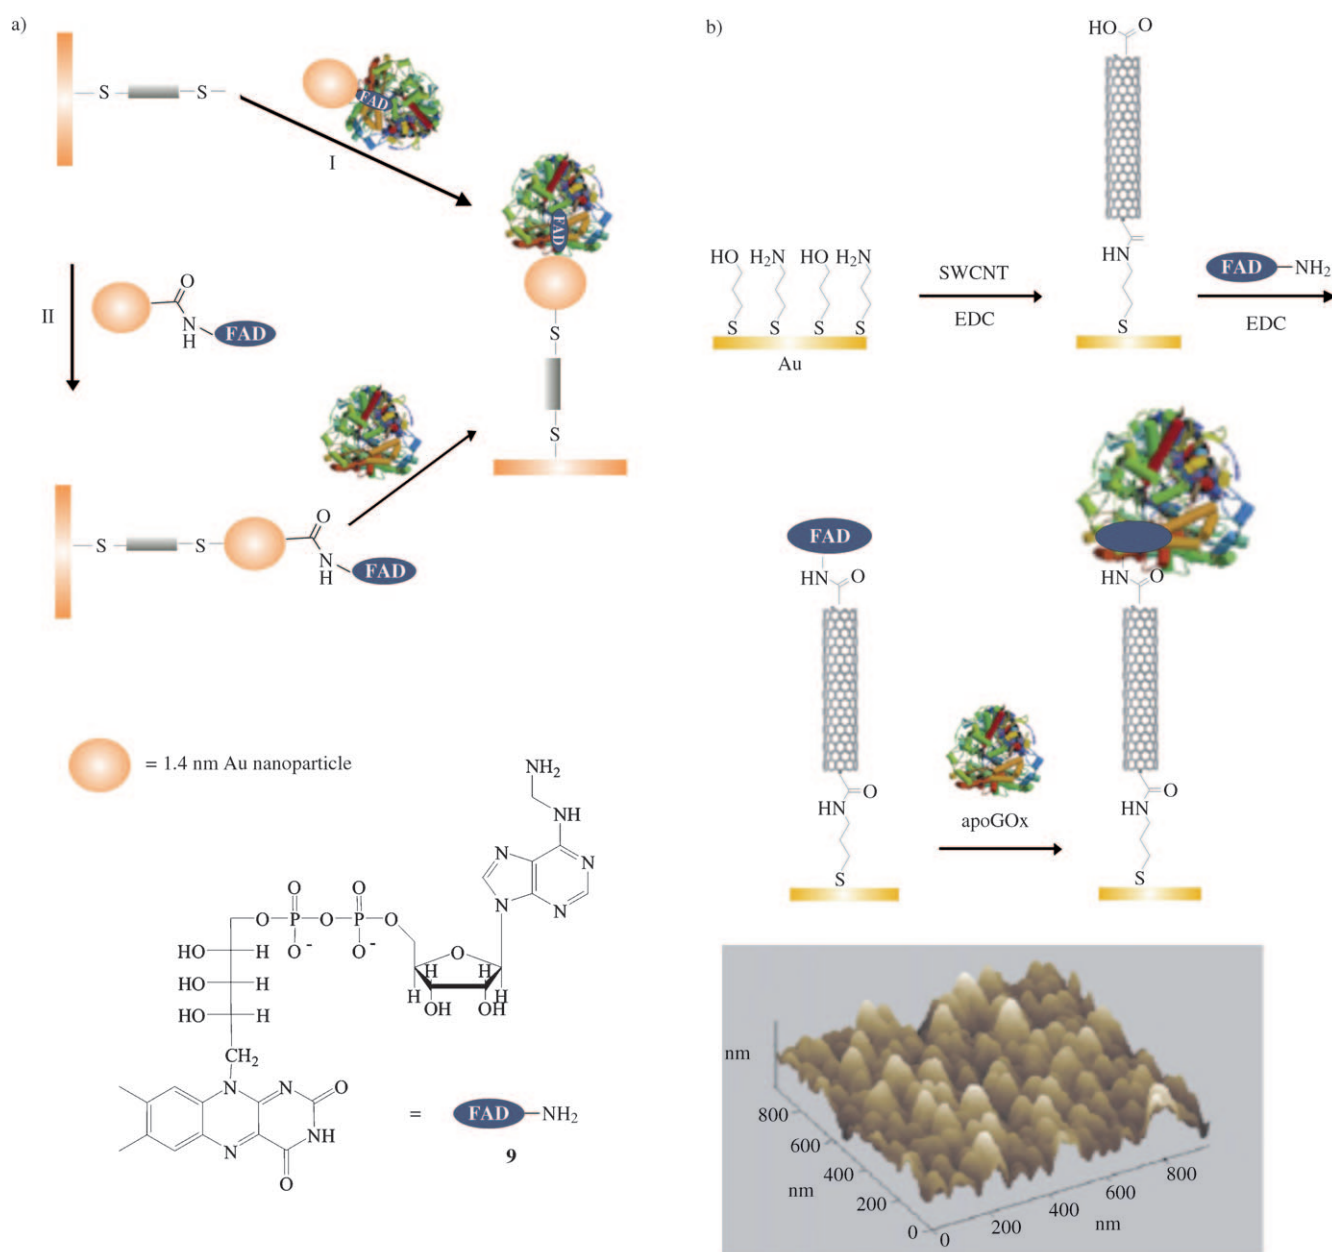 a)
S
S
FAD
I
FAD
S
S
II
O
N
H
FAD
S
S
O
N
H
FAD
= 1.4 nm Au nanoparticle
NH2
NH
N
N
N
N
O
O
O
P
O
P
O
O-
O-
O
HO
H
HO
H
HO
H
H
H
H
H
OH
OH
CH2
N
N
O
NH
N
O
=
FAD
NH2
9
b)
HO
O
HN
S
HO
H2N
HO
H2N
S
S
S
S
Au
SWCNT
EDC
FAD
NH2
EDC
FAD
HN
O
HN
O
S
apoGOx
HN
O
HN
O
S
nm
800
600
400
200
0
nm
0
200
400
600
800
nm